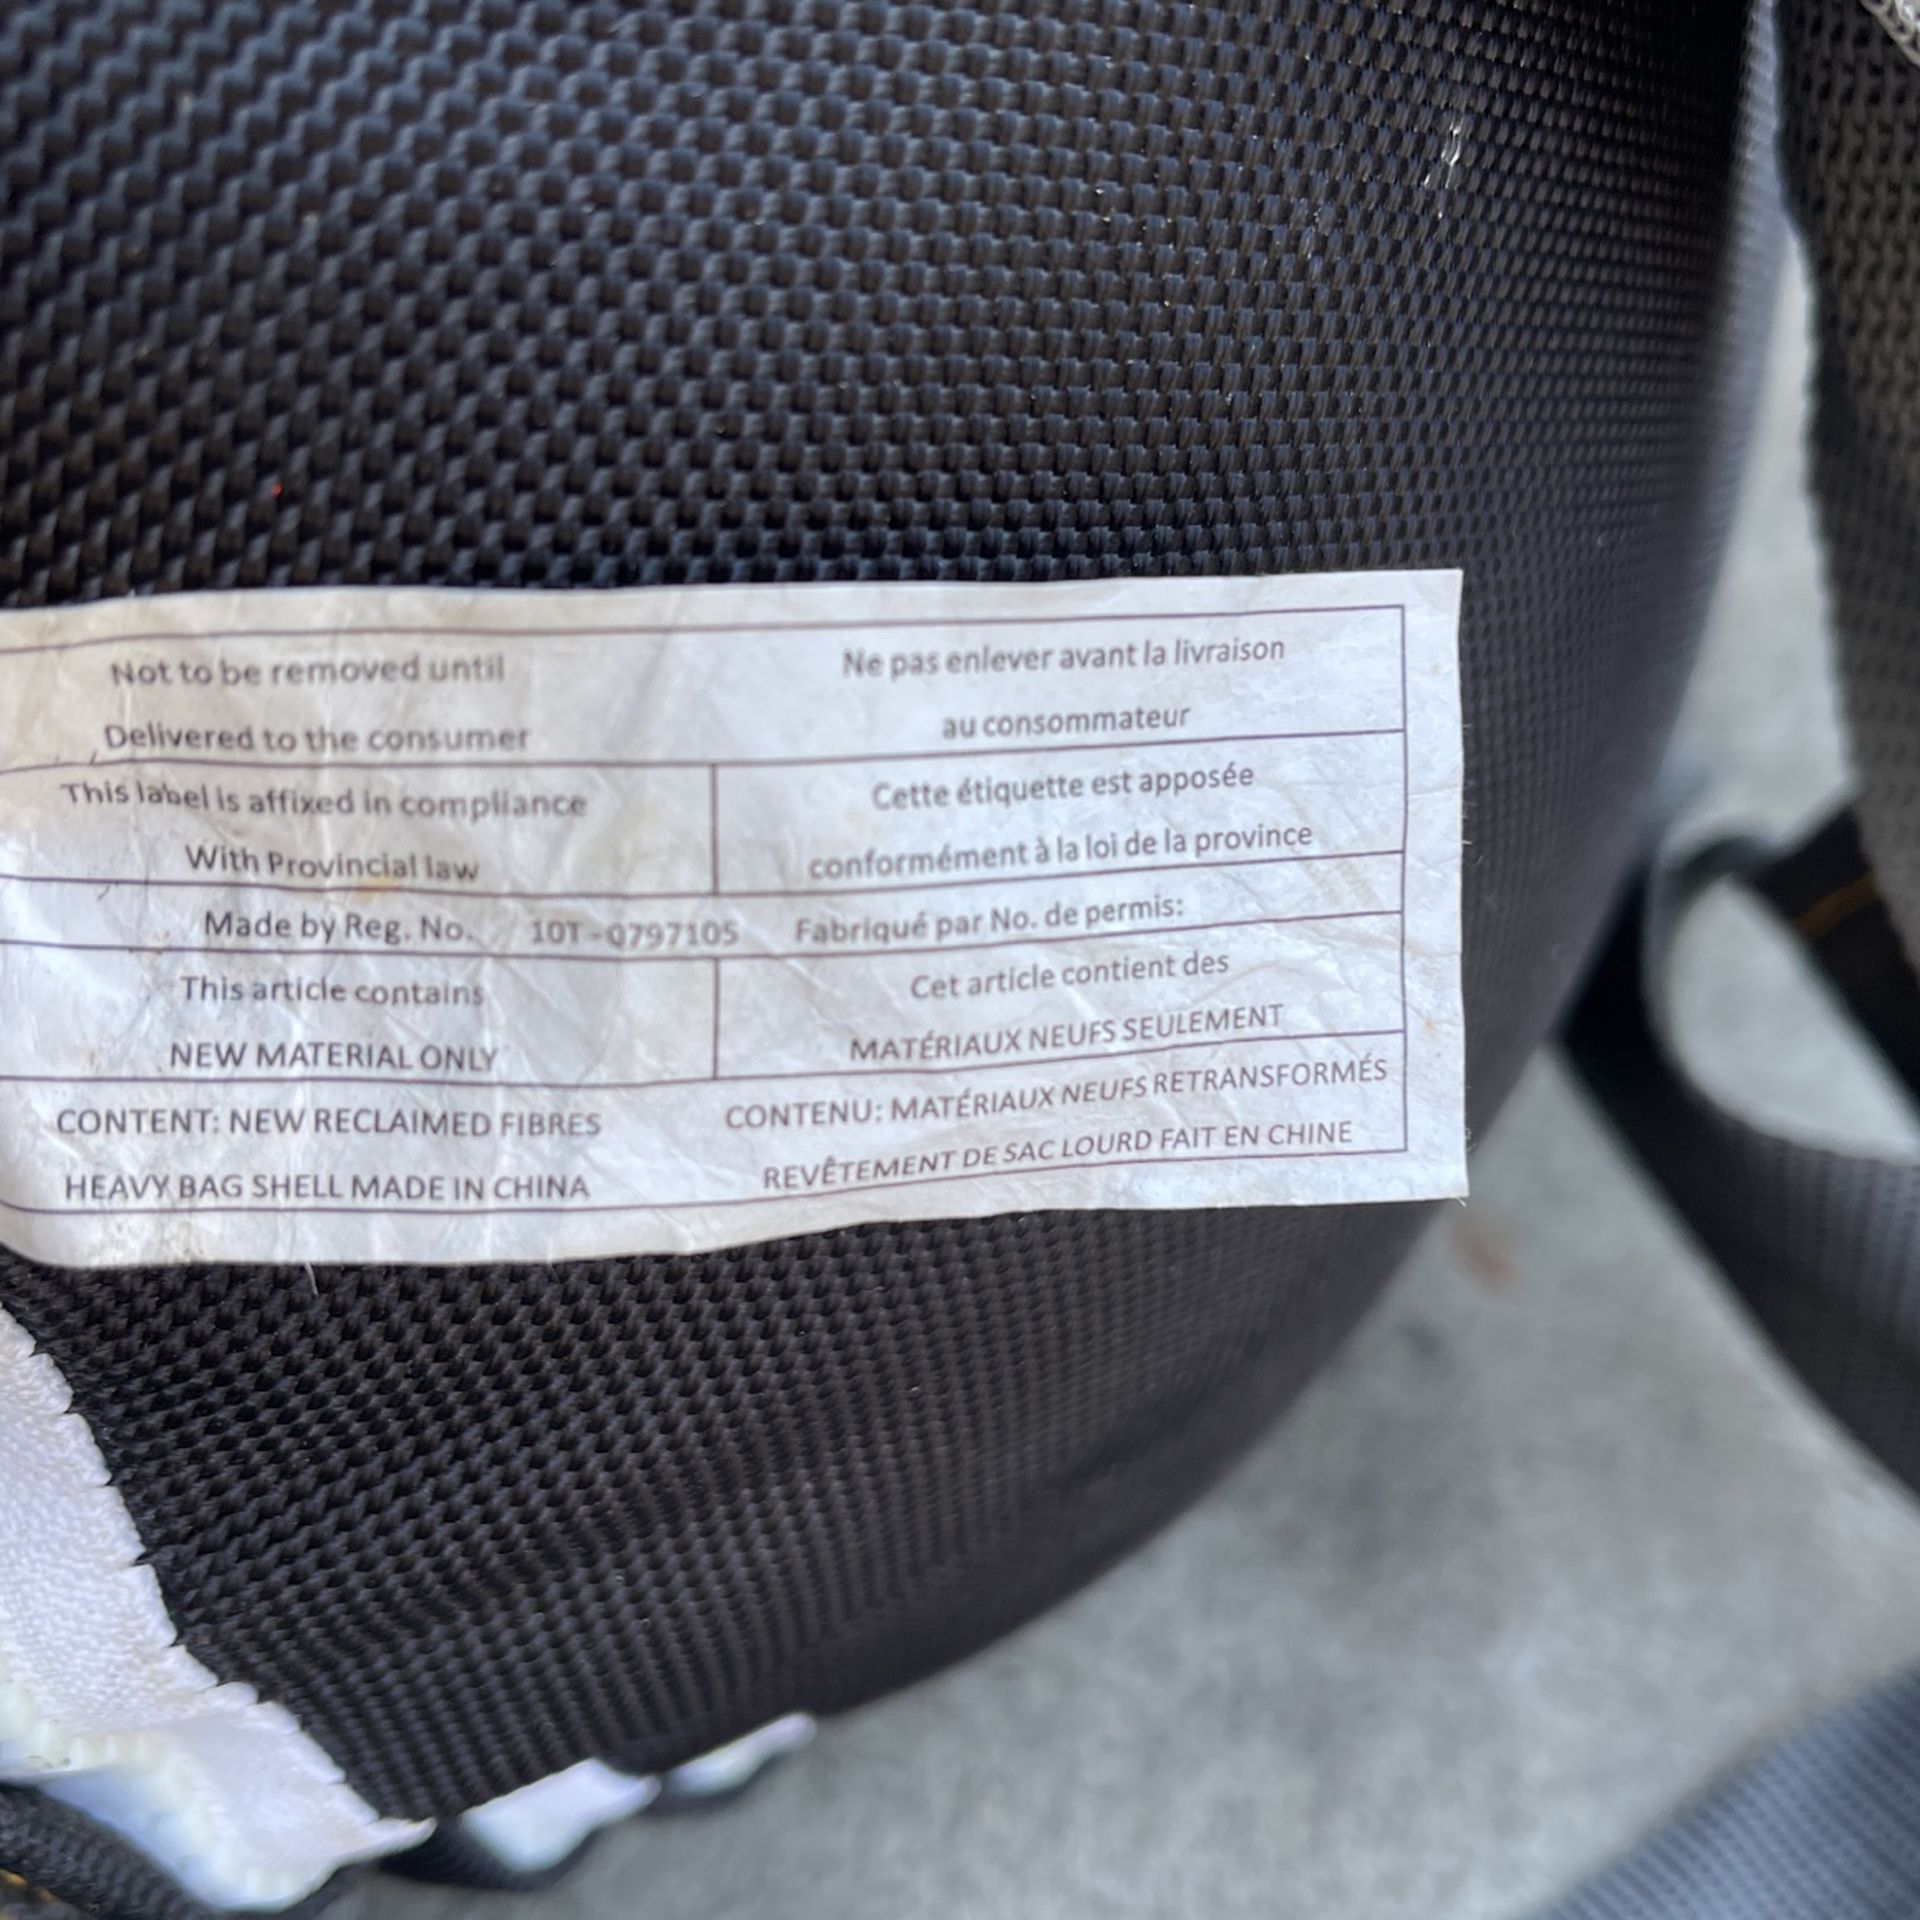 Not to be removed until
Delivered to the consumer
Ne pas enlever avant la livraison
au consommateur
This label is affixed in compliance
With Provincial law
Cette étiquette est apposée
conformément à la loi de la province
Made by Reg. No. 10T-0797105 Fabriqué par No. de permis:
This article contains
NEW MATERIAL ONLY
Cet article contient des
MATÉRIAUX NEUFS SEULEMENT
CONTENT: NEW RECLAIMED FIBRES
HEAVY BAG SHELL MADE IN CHINA
CONTENU: MATÉRIAUX NEUFS RETRANSFORMÉS
REVÊTEMENT DE SAC LOURD FAIT EN CHINE